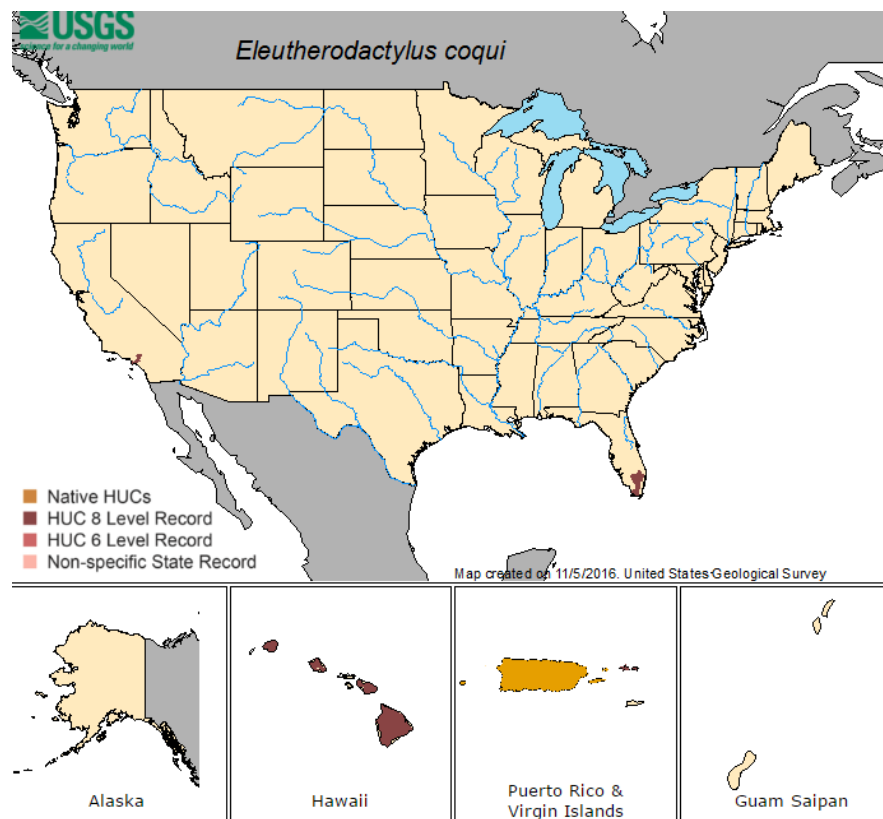 USGS
science for a changing world
Eleutherodactylus coqui
Native HUCs
HUC 8 Level Record
HUC 6 Level Record
Non-specific State Record
Map created on 11/5/2016. United States Geological Survey
Alaska
Hawaii
Puerto Rico &
Virgin Islands
Guam Saipan